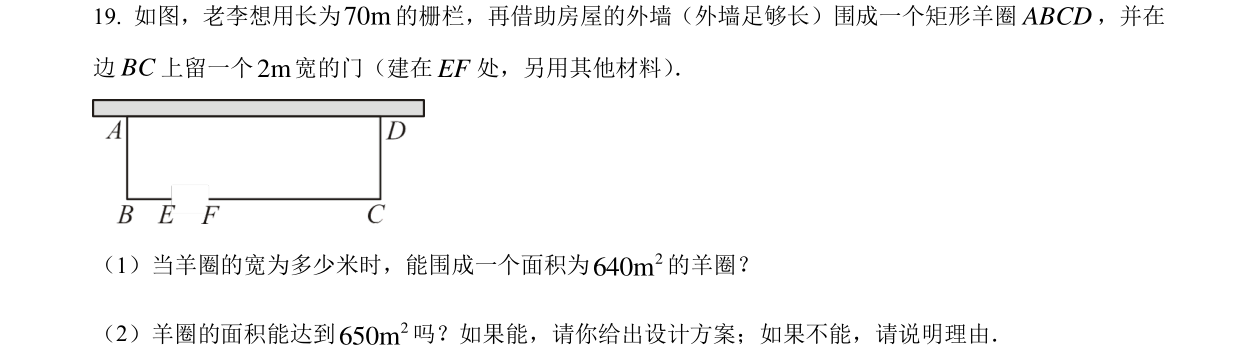 19. 如图，老李想用长为70m的栅栏，再借助房屋的外墙（外墙足够长）围成一个矩形羊圈ABCD，并在
边BC上留一个2m宽的门（建在EF处，另用其他材料）.
A D
B E F C
（1）当羊圈的宽为多少米时，能围成一个面积为640m²的羊圈？
（2）羊圈的面积能达到650m²吗？如果能，请你给出设计方案；如果不能，请说明理由.